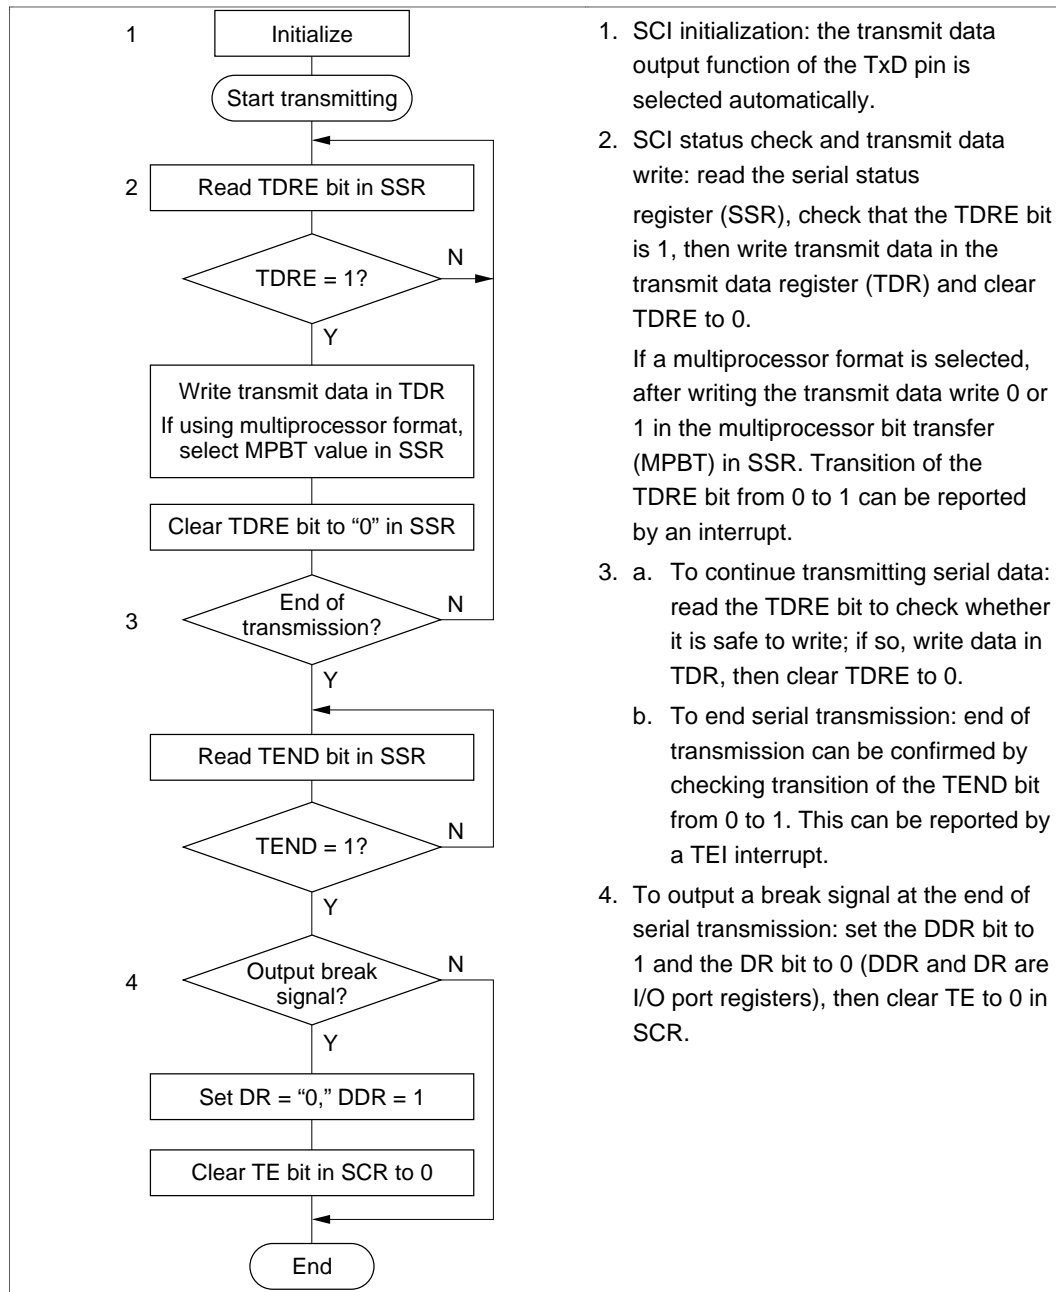 1
Initialize
Start transmitting
2
Read TDRE bit in SSR
TDRE = 1?
N
Y
Write transmit data in TDR
If using multiprocessor format,
select MPBT value in SSR
Clear TDRE bit to “0” in SSR
3
End of
transmission?
N
Y
Read TEND bit in SSR
TEND = 1?
N
Y
4
Output break
signal?
N
Y
Set DR = “0,” DDR = 1
Clear TE bit in SCR to 0
End
1. SCI initialization: the transmit data
output function of the TxD pin is
selected automatically.
2. SCI status check and transmit data
write: read the serial status
register (SSR), check that the TDRE bit
is 1, then write transmit data in the
transmit data register (TDR) and clear
TDRE to 0.
If a multiprocessor format is selected,
after writing the transmit data write 0 or
1 in the multiprocessor bit transfer
(MPBT) in SSR. Transition of the
TDRE bit from 0 to 1 can be reported
by an interrupt.
3. a. To continue transmitting serial data:
read the TDRE bit to check whether
it is safe to write; if so, write data in
TDR, then clear TDRE to 0.
b. To end serial transmission: end of
transmission can be confirmed by
checking transition of the TEND bit
from 0 to 1. This can be reported by
a TEI interrupt.
4. To output a break signal at the end of
serial transmission: set the DDR bit to
1 and the DR bit to 0 (DDR and DR are
I/O port registers), then clear TE to 0 in
SCR.